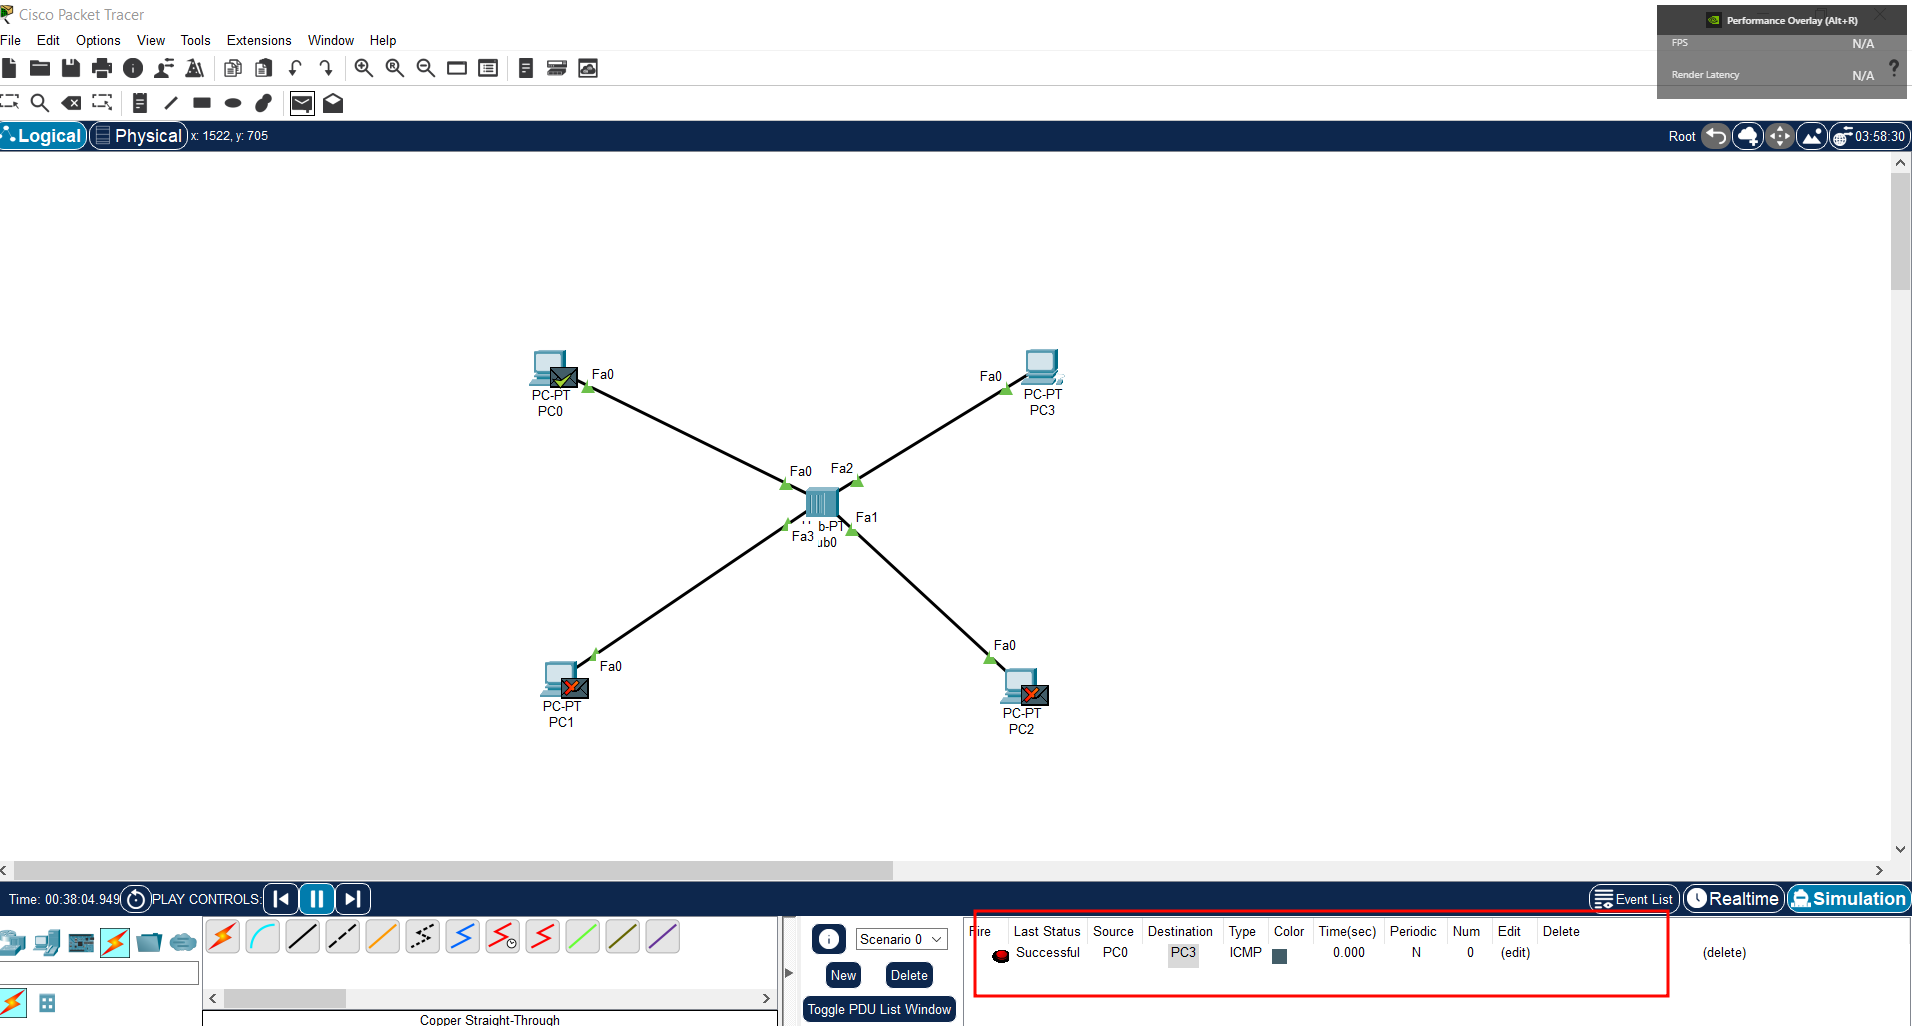 Cisco Packet Tracer
Performance Overlay (Alt+R)
FPS N/A
Render Latency N/A
?
File Edit Options View Tools Extensions Window Help
Logical Physical x: 1522, y: 705
Root 03:58:30
Fa0
PC-PT
PC0
Fa0
PC-PT
PC3
Fa0 Fa2
Fa1
b-PT
Fa3
ub0
Fa0
PC-PT
PC1
Fa0
PC-PT
PC2
Time: 00:38:04.949 PLAY CONTROLS:
Event List Realtime Simulation
Scenario 0
New Delete
Toggle PDU List Window
Fire Last Status Source Destination Type Color Time(sec) Periodic Num Edit Delete
Successful PC0 PC3 ICMP 0.000 N 0 (edit) (delete)
Copper Straight-Through